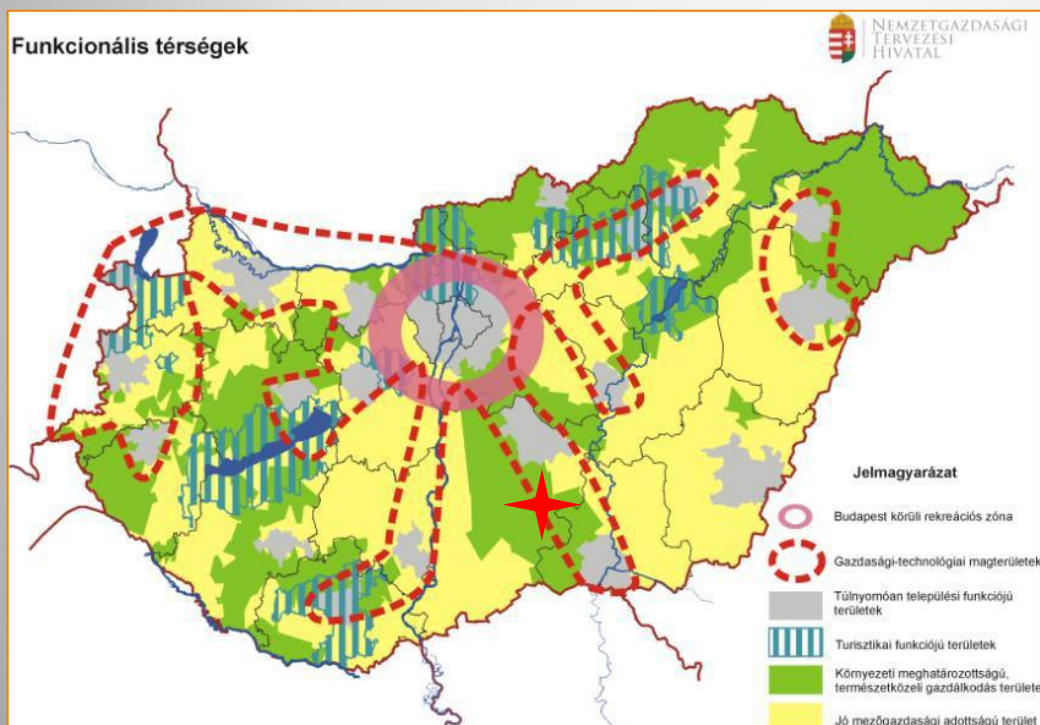 Funkcionális térségek
NEMZETGAZDASÁGI
TERVEZÉSI
HIVATAL
Jelmagyarázat
Budapest körüli rekreációs zóna
Gazdasági-technológiai magterületek
Túlnyomóan települési funkciójú
területek
Turisztikai funkciójú területek
Környezeti meghatározottságú,
természetközeli gazdálkodás területe
Jó mezõgazdasági adottságú terület